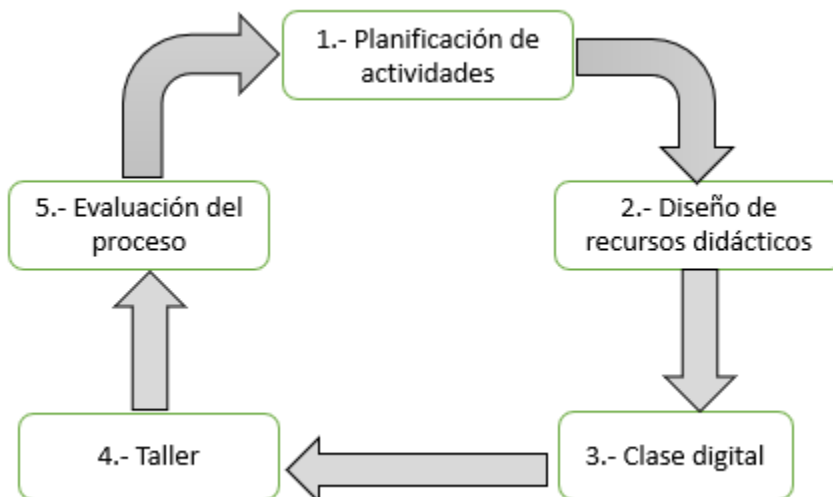 1.- Planificación de
actividades
2.- Diseño de
recursos didácticos
3.- Clase digital
4.- Taller
5.- Evaluación del
proceso